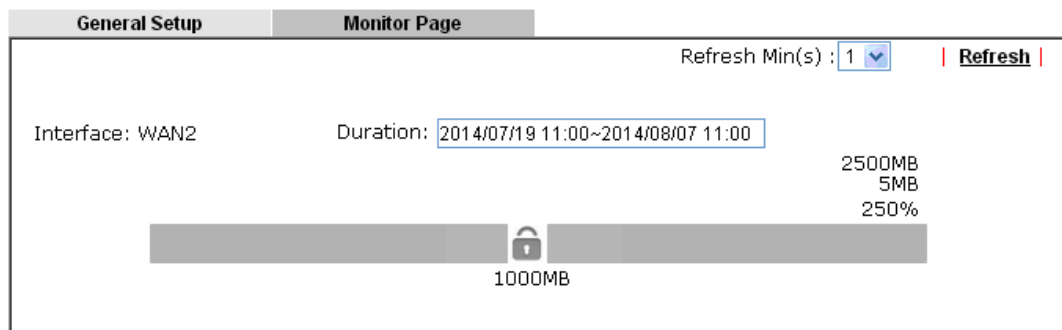 General Setup Monitor Page
Refresh Min(s) : 1 | Refresh |
Interface: WAN2 Duration: 2014/07/19 11:00~2014/08/07 11:00
2500MB
5MB
250%
1000MB